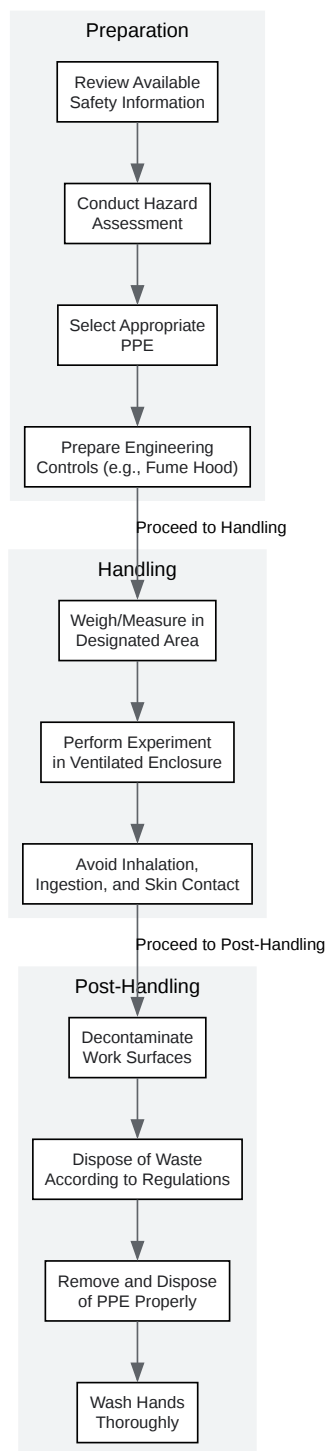 Preparation
Review Available
Safety Information
Conduct Hazard
Assessment
Select Appropriate
PPE
Prepare Engineering
Controls (e.g., Fume Hood)
Proceed to Handling
Handling
Weigh/Measure in
Designated Area
Perform Experiment
in Ventilated Enclosure
Avoid Inhalation,
Ingestion, and Skin Contact
Proceed to Post-Handling
Post-Handling
Decontaminate
Work Surfaces
Dispose of Waste
According to Regulations
Remove and Dispose
of PPE Properly
Wash Hands
Thoroughly